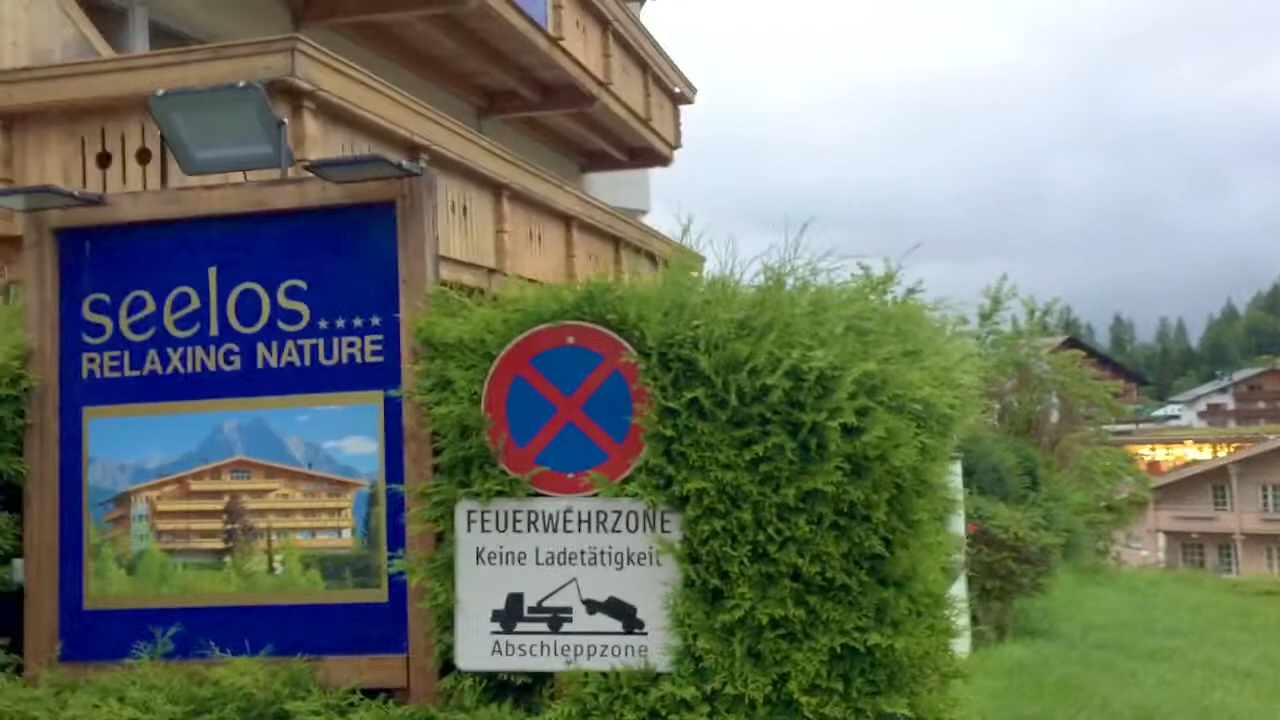 seelos ★★★★
RELAXING NATURE
FEUERWEHRZONE
Keine Ladetätigkeit
Abschleppzone